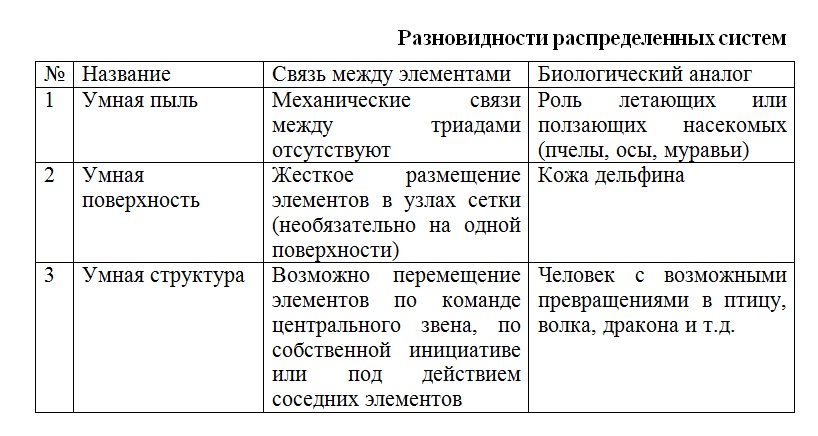 Разновидности распределенных систем
№ Название Связь между элементами Биологический аналог
1 Умная пыль Механические связи между триадами отсутствуют Роль летающих или ползающих насекомых (пчелы, осы, муравьи)
2 Умная поверхность Жесткое размещение элементов в узлах сетки (необязательно на одной поверхности) Кожа дельфина
3 Умная структура Возможно перемещение элементов по команде центрального звена, по собственной инициативе или под действием соседних элементов Человек с возможными превращениями в птицу, волка, дракона и т.д.